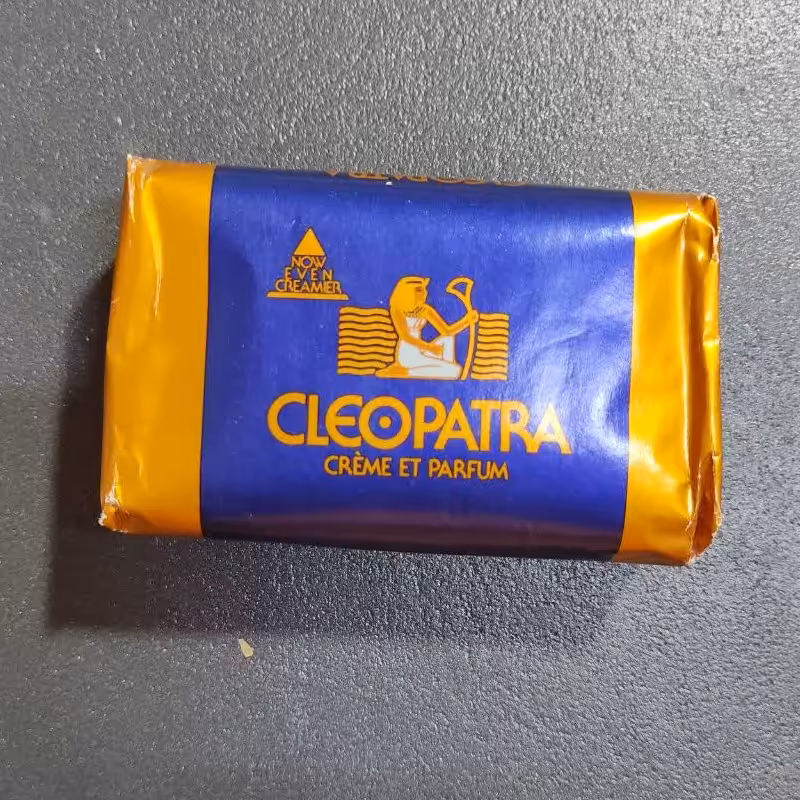 NOW
EVEN
CREAMIER
CLEOPATRA
CRÈME ET PARFUM